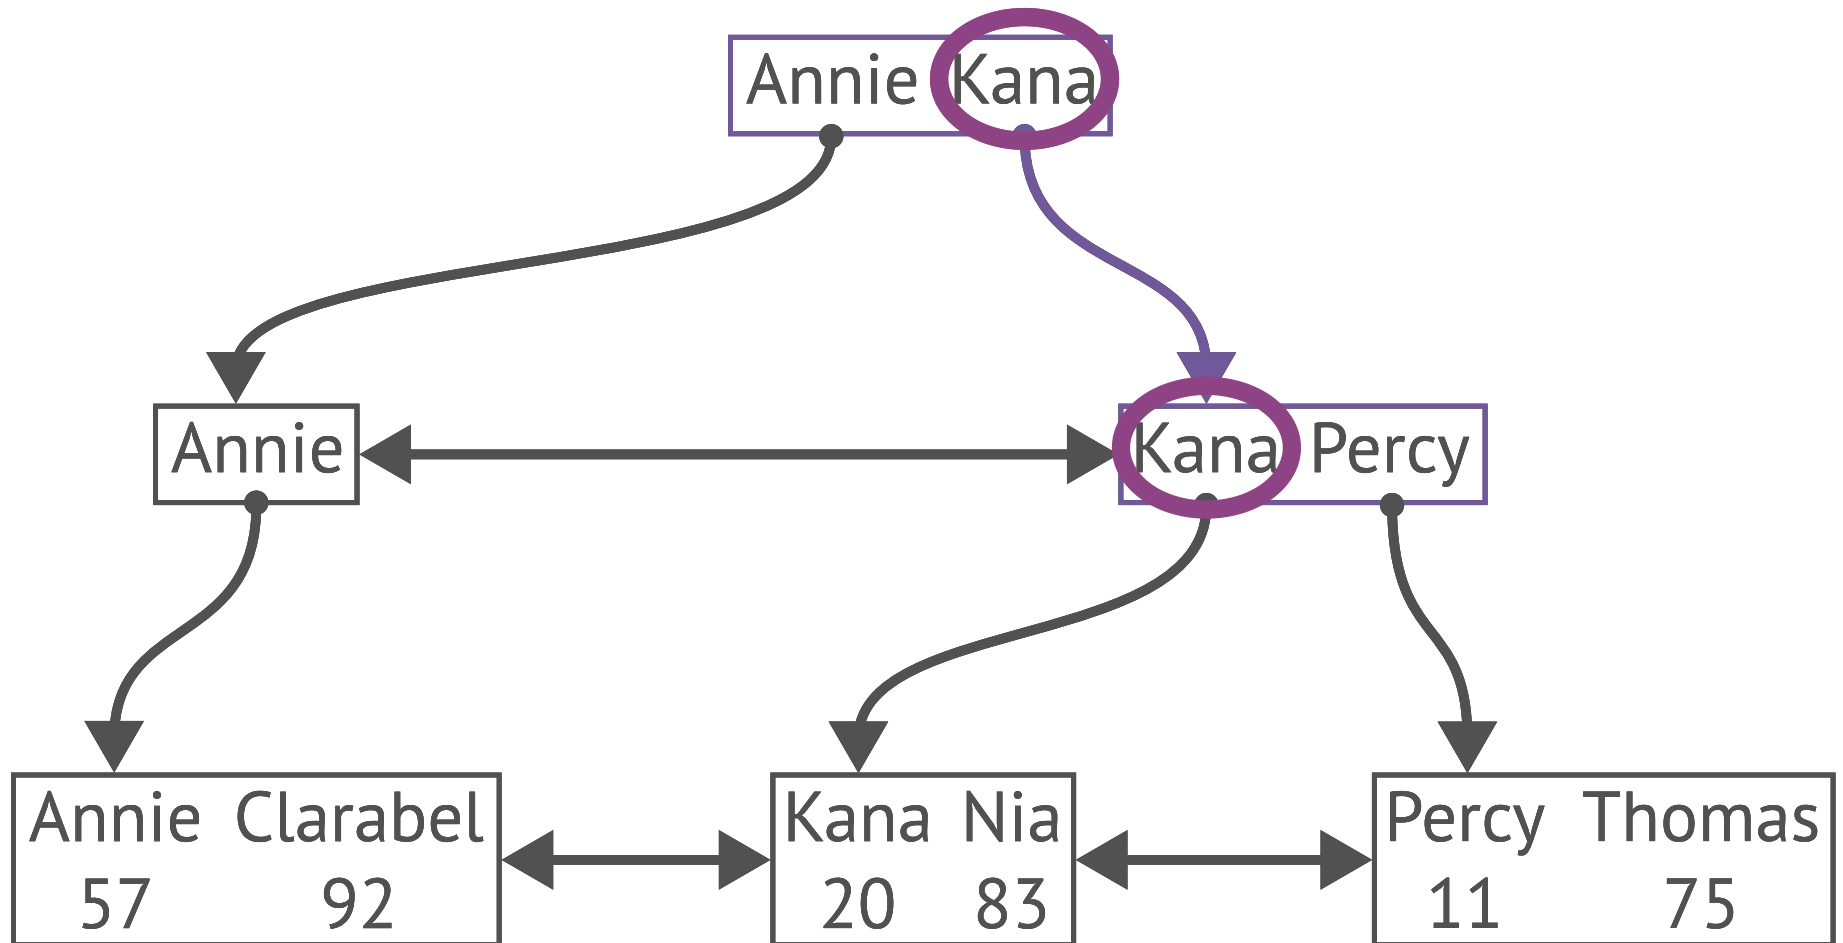 Annie Kana
Annie
Kana Percy
Annie Clarabel
57 92
Kana Nia
20 83
Percy Thomas
11 75